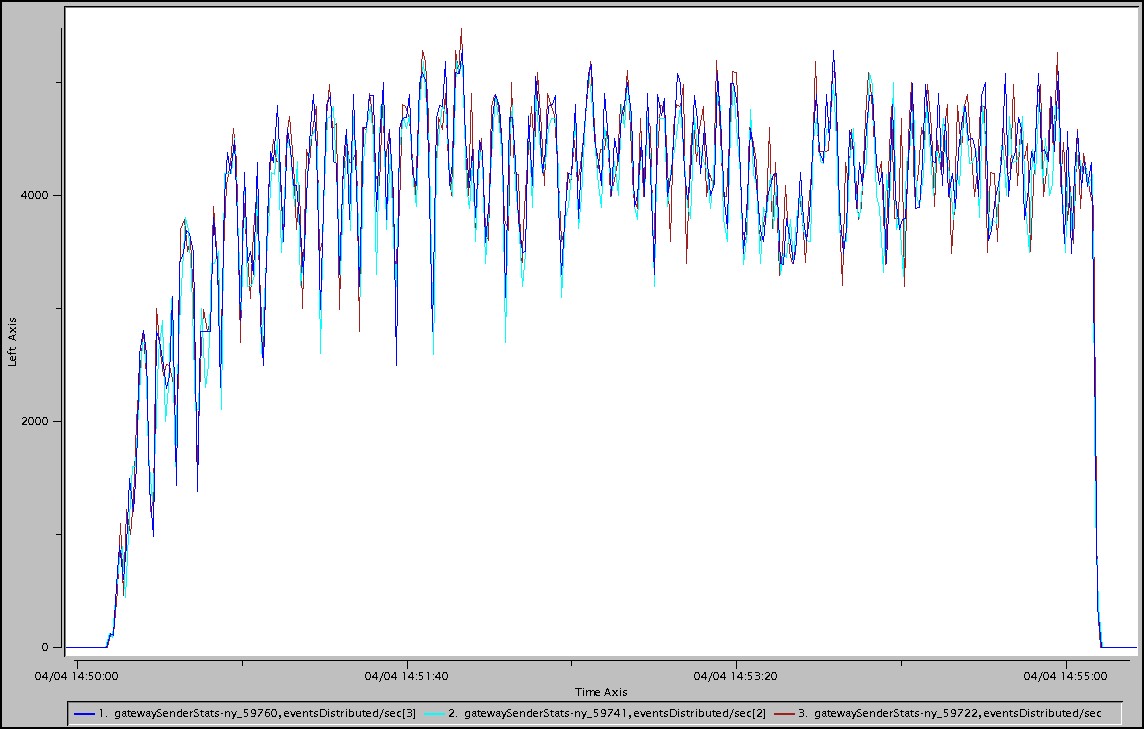 4000
2000
0
Left Axis
04/04 14:50:00 04/04 14:51:40 04/04 14:53:20 04/04 14:55:00
Time Axis
1. gatewaySenderStats-ny_59760,eventsDistributed/sec[3] 2. gatewaySenderStats-ny_59741,eventsDistributed/sec[2] 3. gatewaySenderStats-ny_59722,eventsDistributed/sec